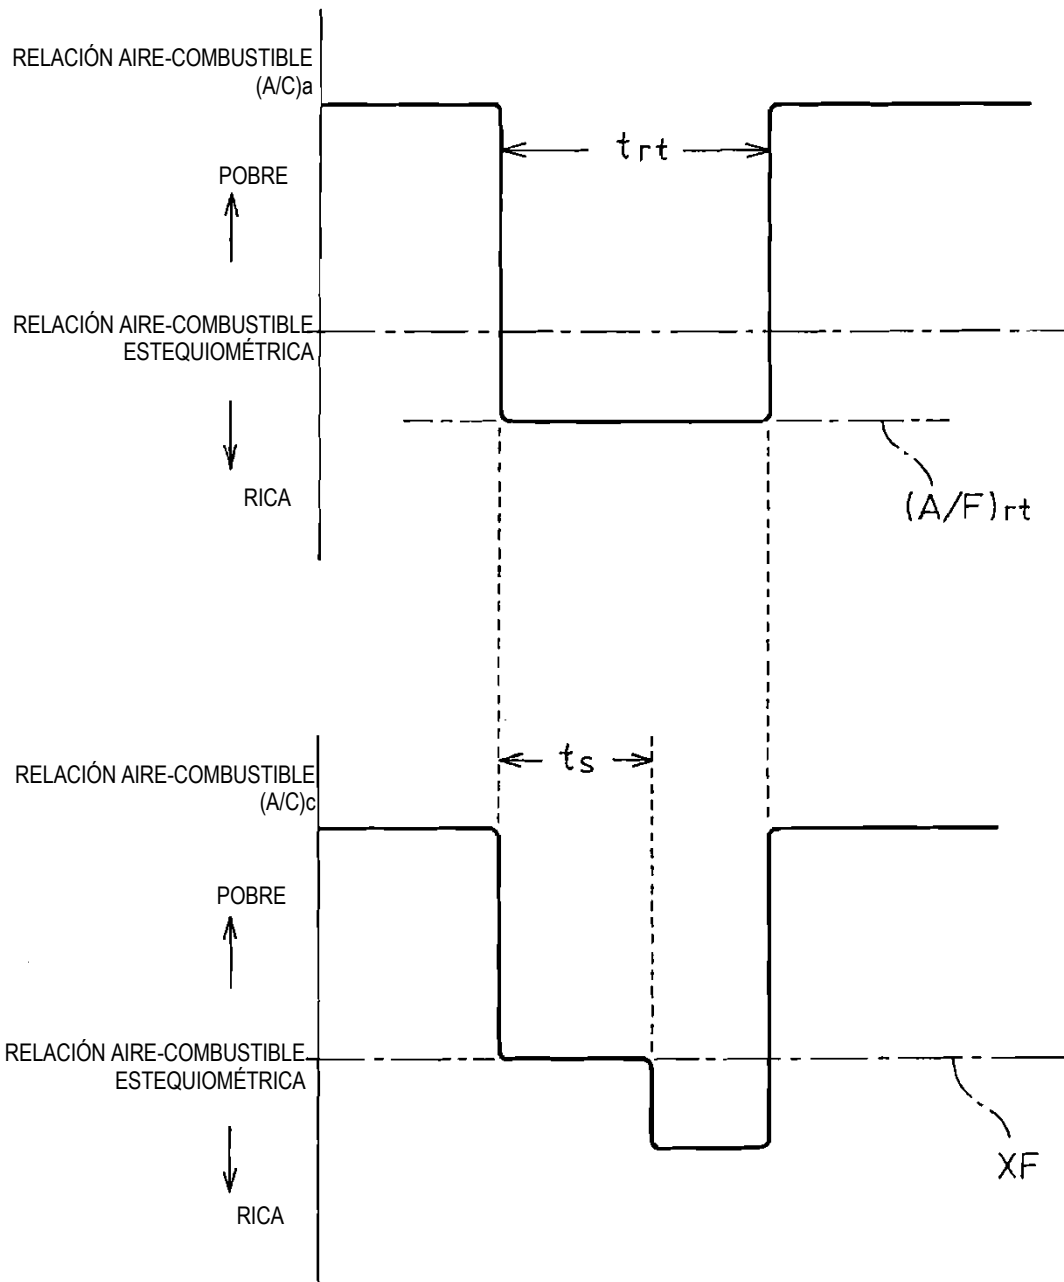 RELACIÓN AIRE-COMBUSTIBLE
(A/C)a
trt
POBRE
RELACIÓN AIRE-COMBUSTIBLE
ESTEQUIOMÉTRICA
RICA
(A/F)rt
ts
RELACIÓN AIRE-COMBUSTIBLE
(A/C)c
POBRE
RELACIÓN AIRE-COMBUSTIBLE
ESTEQUIOMÉTRICA
XF
RICA